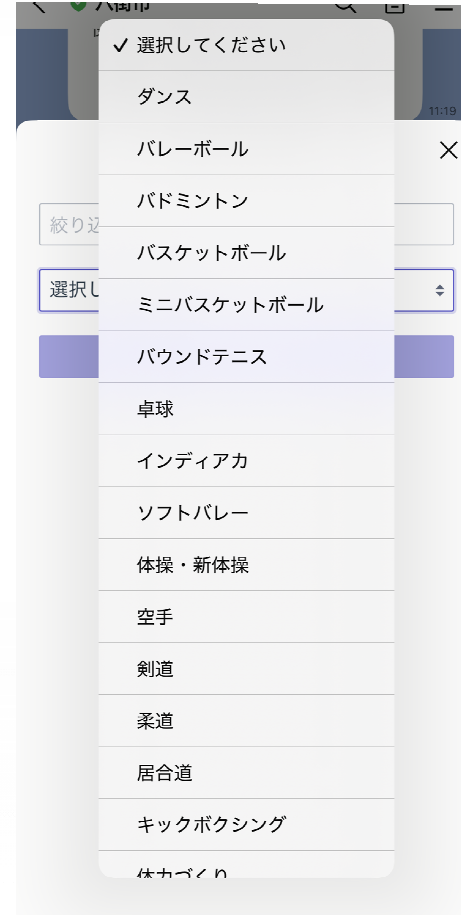 八街市
11:19
選択してください
ダンス
バレーボール
バドミントン
絞り込
バスケットボール
選択し
ミニバスケットボール
バウンドテニス
卓球
インディアカ
ソフトバレー
体操・新体操
空手
剣道
柔道
居合道
キックボクシング
体力づくり